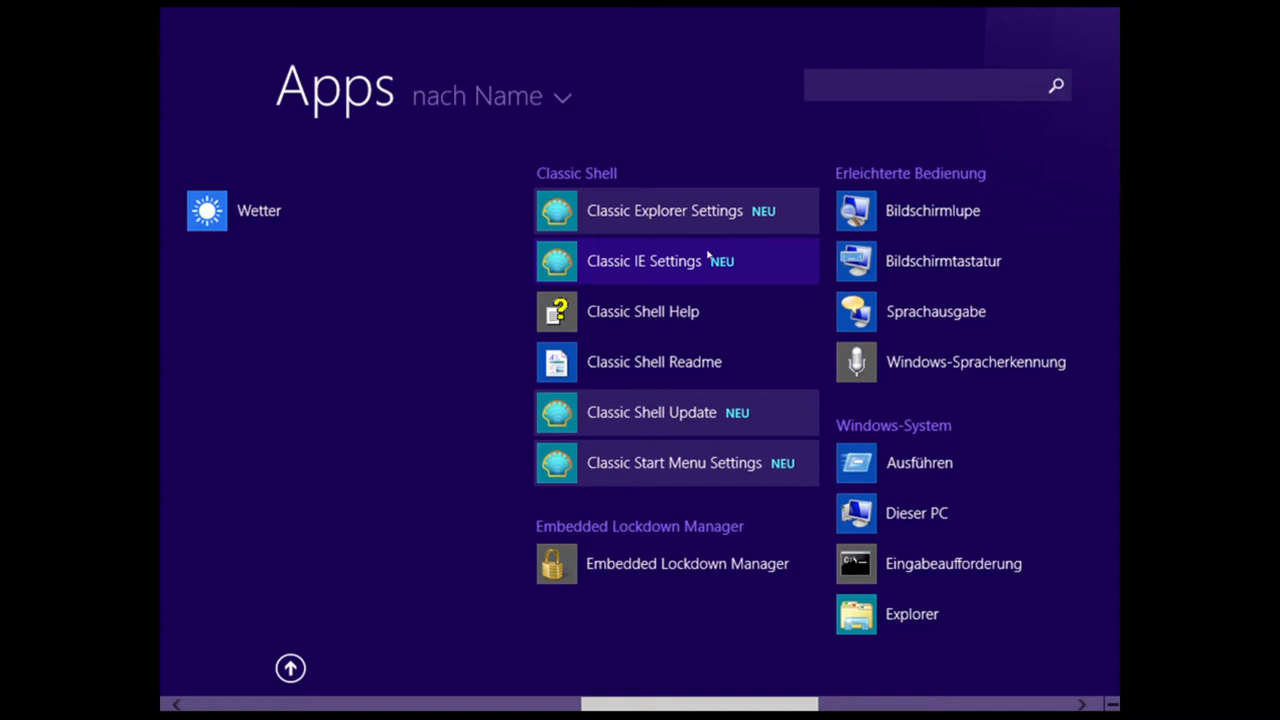 Apps nach Name
Wetter
Classic Shell
Classic Explorer Settings NEU
Classic IE Settings NEU
Classic Shell Help
Classic Shell Readme
Classic Shell Update NEU
Classic Start Menu Settings NEU
Embedded Lockdown Manager
Embedded Lockdown Manager
Erleichterte Bedienung
Bildschirmlupe
Bildschirmtastatur
Sprachausgabe
Windows-Spracherkennung
Windows-System
Ausführen
Dieser PC
Eingabeaufforderung
Explorer